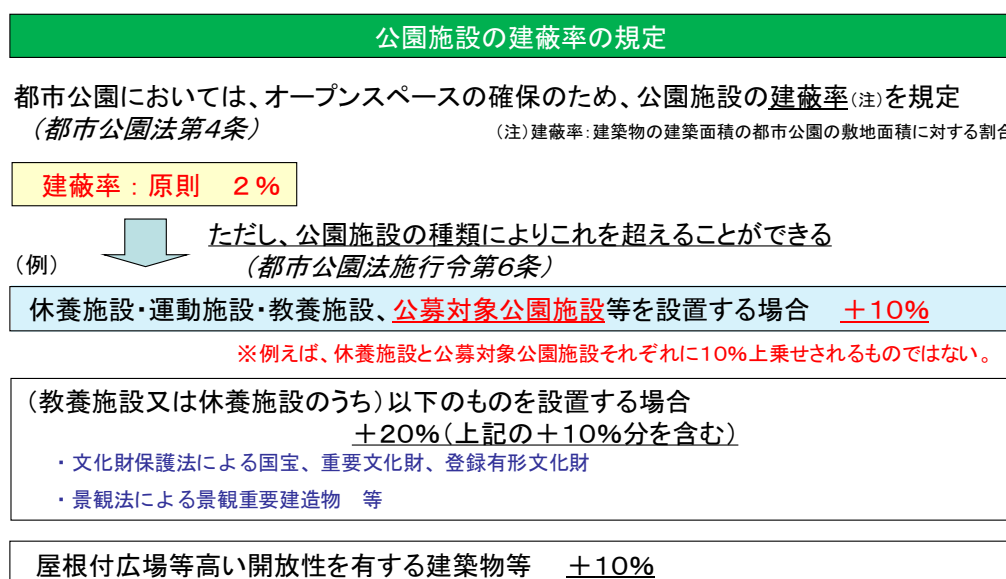 公園施設の建蔽率の規定
都市公園においては、オープンスペースの確保のため、公園施設の建蔽率(注)を規定
（都市公園法第4条）　(注)建蔽率：建築物の建築面積の都市公園の敷地面積に対する割合
建蔽率：原則　２％
ただし、公園施設の種類によりこれを超えることができる
（例）　（都市公園法施行令第6条）
休養施設・運動施設・教養施設、公募対象公園施設等を設置する場合　＋10％
※例えば、休養施設と公募対象公園施設それぞれに10％上乗せされるものではない。
（教養施設又は休養施設のうち）以下のものを設置する場合
＋20％（上記の＋10％分を含む）
・文化財保護法による国宝、重要文化財、登録有形文化財
・景観法による景観重要建造物　等
屋根付広場等高い開放性を有する建築物等　＋10％